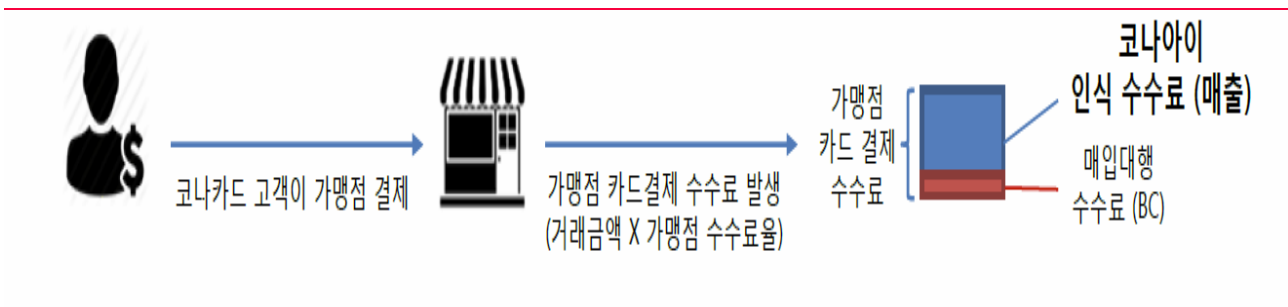 코나카드 고객이 가맹점 결제
가맹점 카드결제 수수료 발생
(거래금액 X 가맹점 수수료율)
가맹점
카드 결제
수수료
코나아이
인식 수수료 (매출)
매입대행
수수료 (BC)